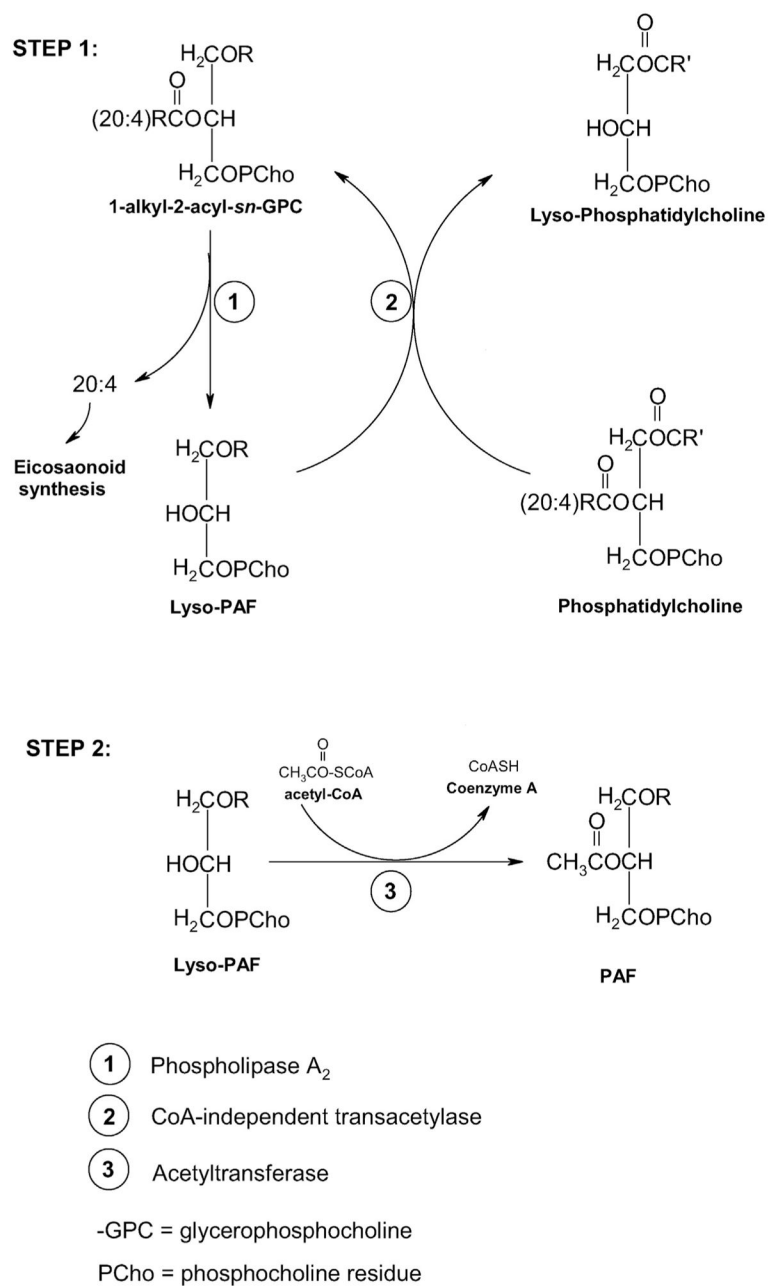 STEP 1:
H2COR
O
(20:4)RCOCH
H2COPCho
1-alkyl-2-acyl-sn-GPC
O
H2COCR'
HOCH
H2COPCho
Lyso-Phosphatidylcholine
1
2
20:4
Eicosaonoid
synthesis
H2COR
HOCH
H2COPCho
Lyso-PAF
O
H2COCR'
O
(20:4)RCOCH
H2COPCho
Phosphatidylcholine
STEP 2:
O
CH3CO-SCoA
acetyl-CoA
CoASH
Coenzyme A
H2COR
HOCH
H2COPCho
Lyso-PAF
3
H2COR
O
CH3COCH
H2COPCho
PAF
1 Phospholipase A2
2 CoA-independent transacetylase
3 Acetyltransferase
-GPC = glycerophosphocholine
PCho = phosphocholine residue